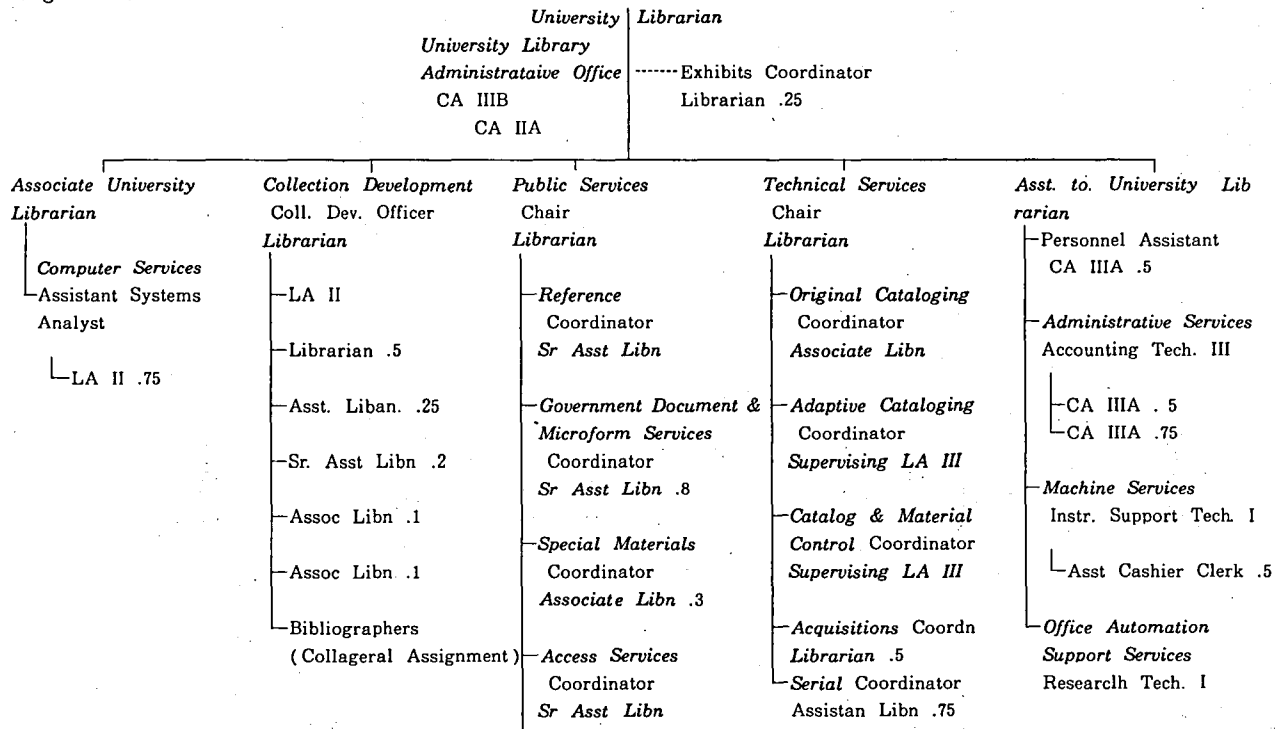 University Librarian
University Library
Administrataive Office ------- Exhibits Coordinator
CA IIIB Librarian .25
CA IIA
Associate University
Librarian
Computer Services
Assistant Systems
Analyst
LA II .75
Collection Development
Coll. Dev. Officer
Librarian
LA II
Librarian .5
Asst. Liban. .25
Sr. Asst Libn .2
Assoc Libn .1
Assoc Libn .1
Bibliographers
( Collageral Assignment )
Public Services
Chair
Librarian
Reference
Coordinator
Sr Asst Libn
Government Document &
Microform Services
Coordinator
Sr Asst Libn .8
Special Materials
Coordinator
Associate Libn .3
Access Services
Coordinator
Sr Asst Libn
Technical Services
Chair
Librarian
Original Cataloging
Coordinator
Associate Libn
Adaptive Cataloging
Coordinator
Supervising LA III
Catalog & Material
Control Coordinator
Supervising LA III
Acquisitions Coordn
Librarian .5
Serial Coordinator
Assistan Libn .75
Asst. to. University Lib
rarian
Personnel Assistant
CA IIIA .5
Administrative Services
Accounting Tech. III
CA IIIA . 5
CA IIIA .75
Machine Services
Instr. Support Tech. I
Asst Cashier Clerk .5
Office Automation
Support Services
Researclh Tech. I